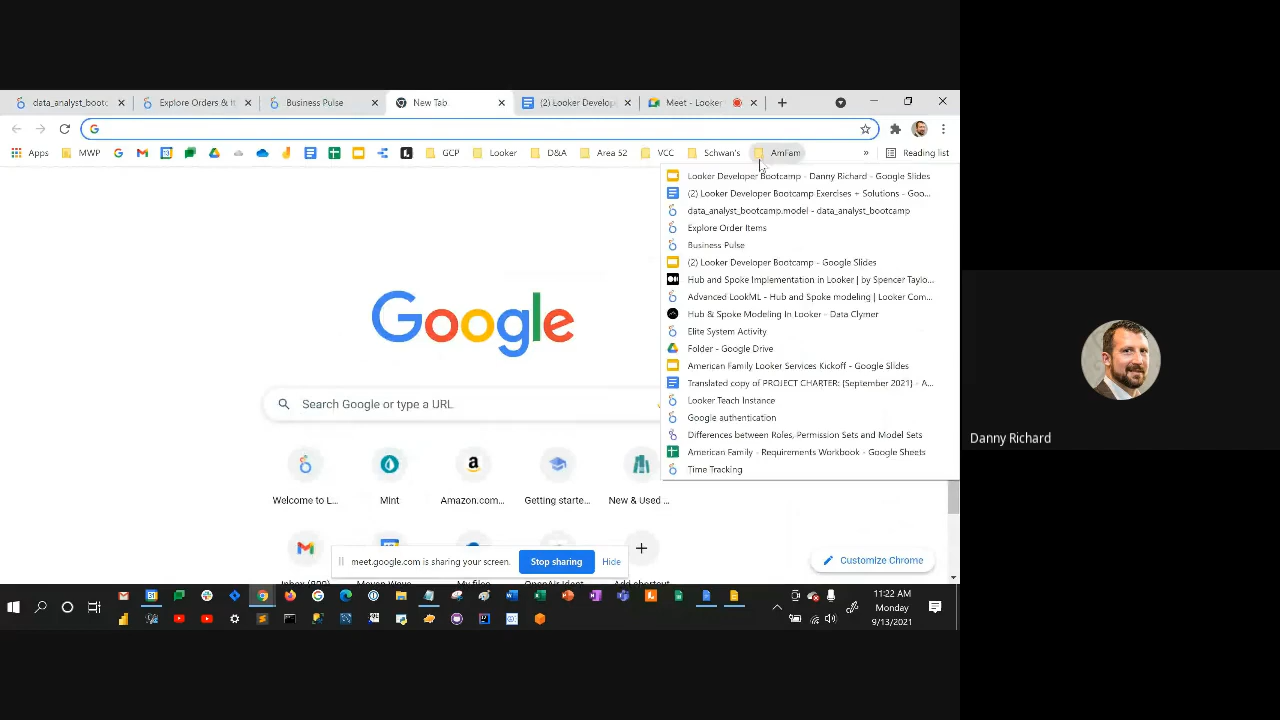 data_analyst_bootc
Explore Orders & It
Business Pulse
New Tab
(2) Looker Develop
Meet - Looker
Apps
MWP
GCP
Looker
D&A
Area 52
VCC
Schwan's
AmFam
»
Reading list
Looker Developer Bootcamp - Danny Richard - Google Slides
(2) Looker Developer Bootcamp Exercises + Solutions - Goo...
data_analyst_bootcamp.model - data_analyst_bootcamp
Explore Order Items
Business Pulse
(2) Looker Developer Bootcamp - Google Slides
Hub and Spoke Implementation in Looker | by Spencer Taylo...
Advanced LookML - Hub and Spoke modeling | Looker Com...
Hub & Spoke Modeling In Looker - Data Clymer
Elite System Activity
Folder - Google Drive
American Family Looker Services Kickoff - Google Slides
Translated copy of PROJECT CHARTER: [September 2021] - A...
Looker Teach Instance
Google authentication
Differences between Roles, Permission Sets and Model Sets
American Family - Requirements Workbook - Google Sheets
Time Tracking
Google
Search Google or type a URL
Welcome to L...
Mint
Amazon.com...
Getting starte...
New & Used ...
meet.google.com is sharing your screen.
Stop sharing
Hide
Customize Chrome
11:22 AM
Monday
9/13/2021
Danny Richard